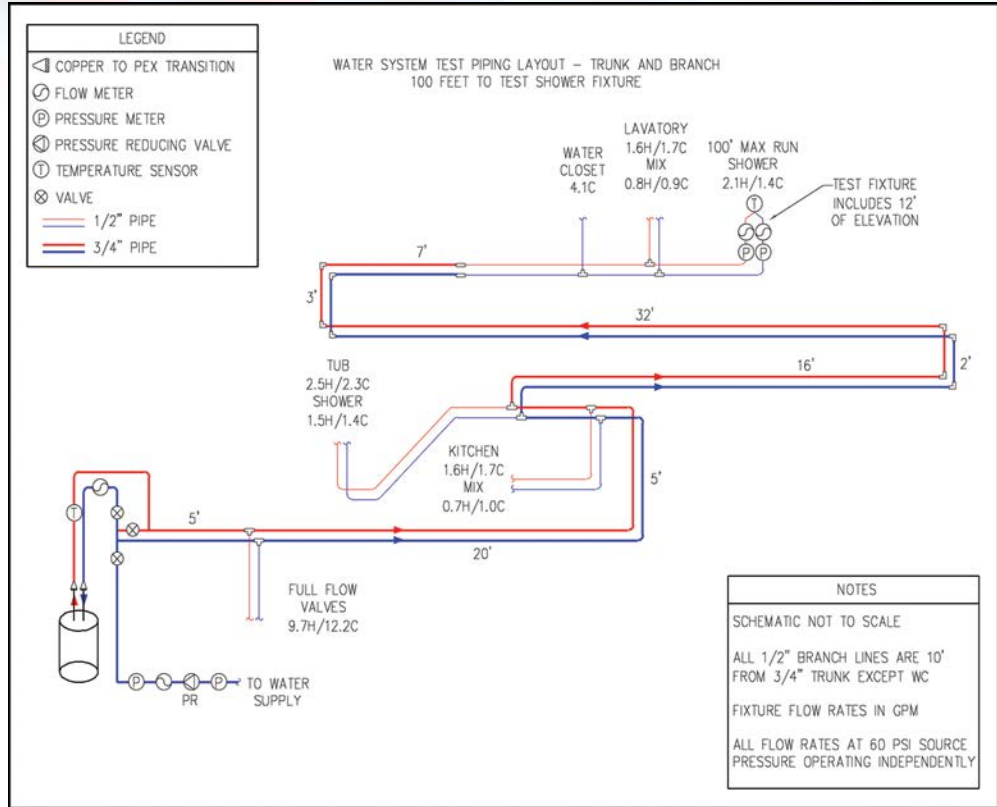 LEGEND
COPPER TO PEX TRANSITION
FLOW METER
P PRESSURE METER
PRESSURE REDUCING VALVE
T TEMPERATURE SENSOR
VALVE
1/2" PIPE
3/4" PIPE
WATER SYSTEM TEST PIPING LAYOUT – TRUNK AND BRANCH
100 FEET TO TEST SHOWER FIXTURE
WATER
CLOSET
4.1C
LAVATORY
1.6H/1.7C
MIX
0.8H/0.9C
100' MAX RUN
SHOWER
2.1H/1.4C
T
P P
TEST FIXTURE
INCLUDES 12'
OF ELEVATION
7'
3'
32'
16'
2'
TUB
2.5H/2.3C
SHOWER
1.5H/1.4C
KITCHEN
1.6H/1.7C
MIX
0.7H/1.0C
5'
T
5'
20'
FULL FLOW
VALVES
9.7H/12.2C
P P
PR
TO WATER
SUPPLY
NOTES
SCHEMATIC NOT TO SCALE
ALL 1/2" BRANCH LINES ARE 10'
FROM 3/4" TRUNK EXCEPT WC
FIXTURE FLOW RATES IN GPM
ALL FLOW RATES AT 60 PSI SOURCE
PRESSURE OPERATING INDEPENDENTLY